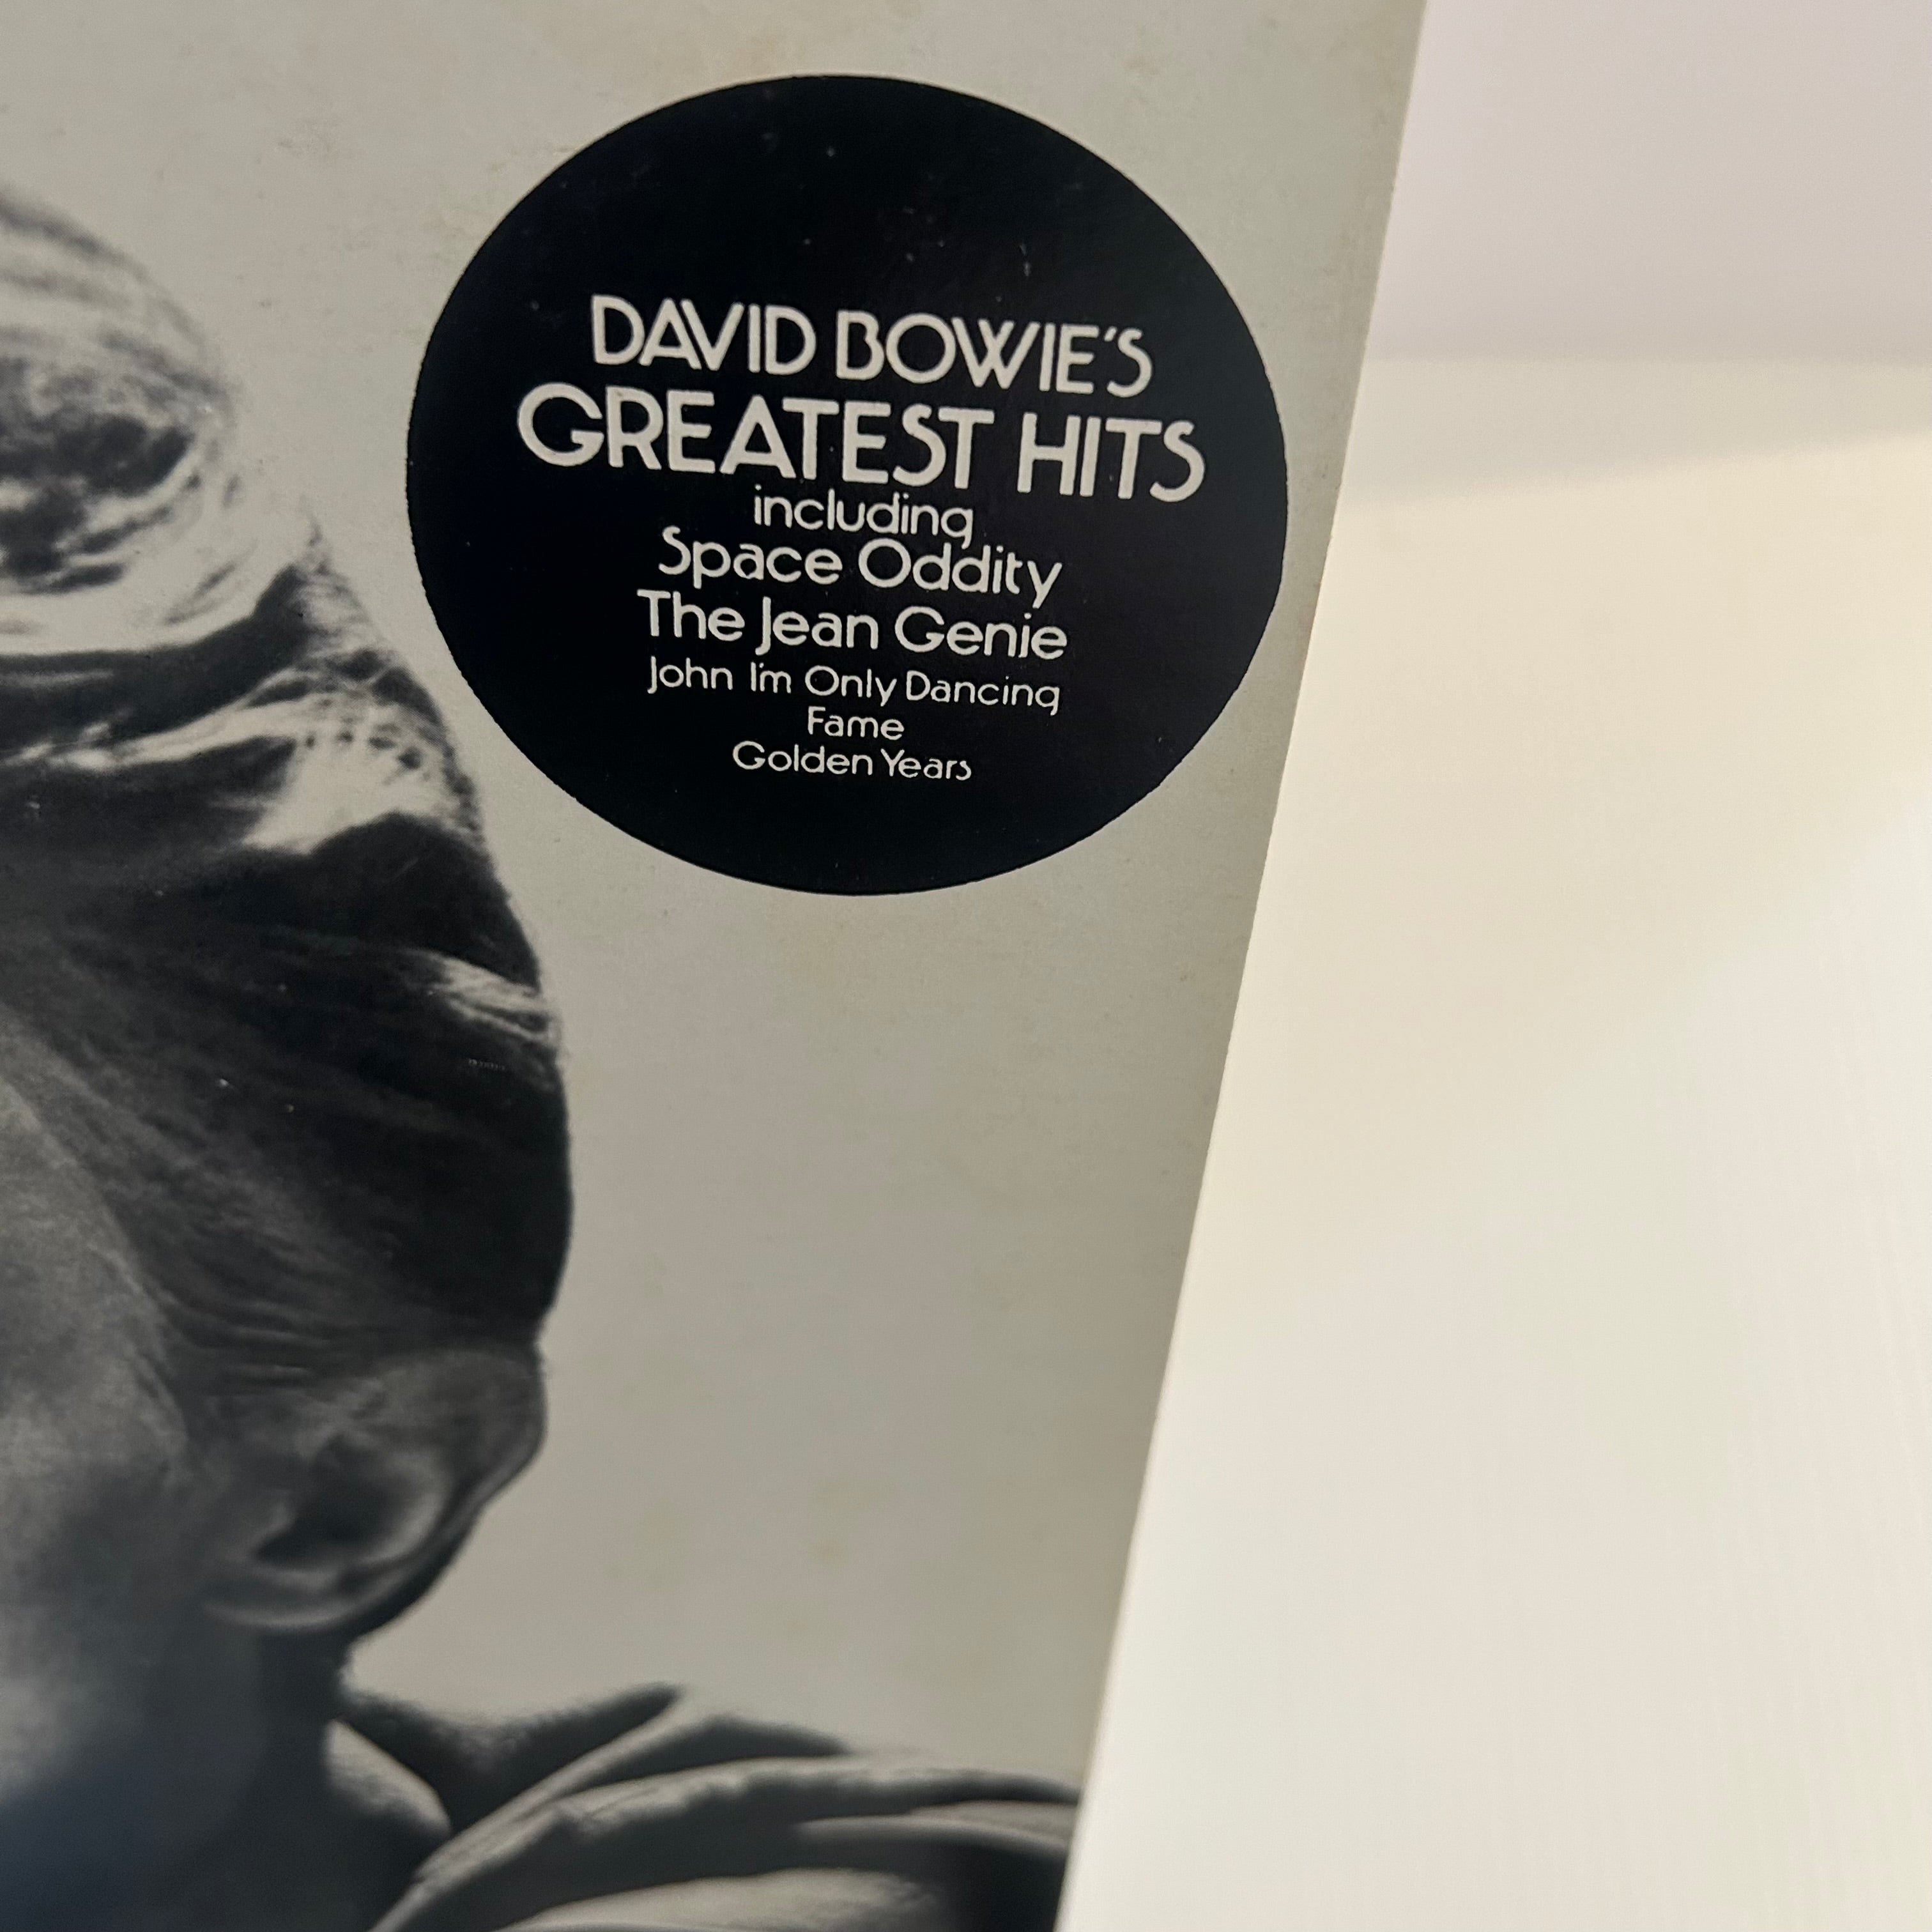 DAVID BOWIE'S
GREATEST HITS
including
Space Oddity
The Jean Genie
John I'm Only Dancing
Fame
Golden Years